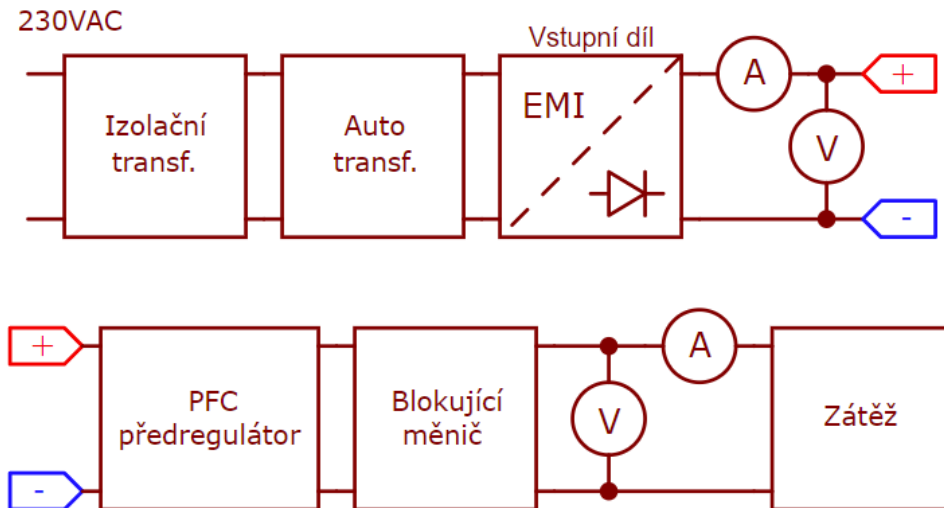 230VAC
Vstupní díl
Izolační
transf.
Auto
transf.
EMI
A
V
+
-
+
-
PFC
předregulátor
Blokující
měnič
V
A
Zátěž